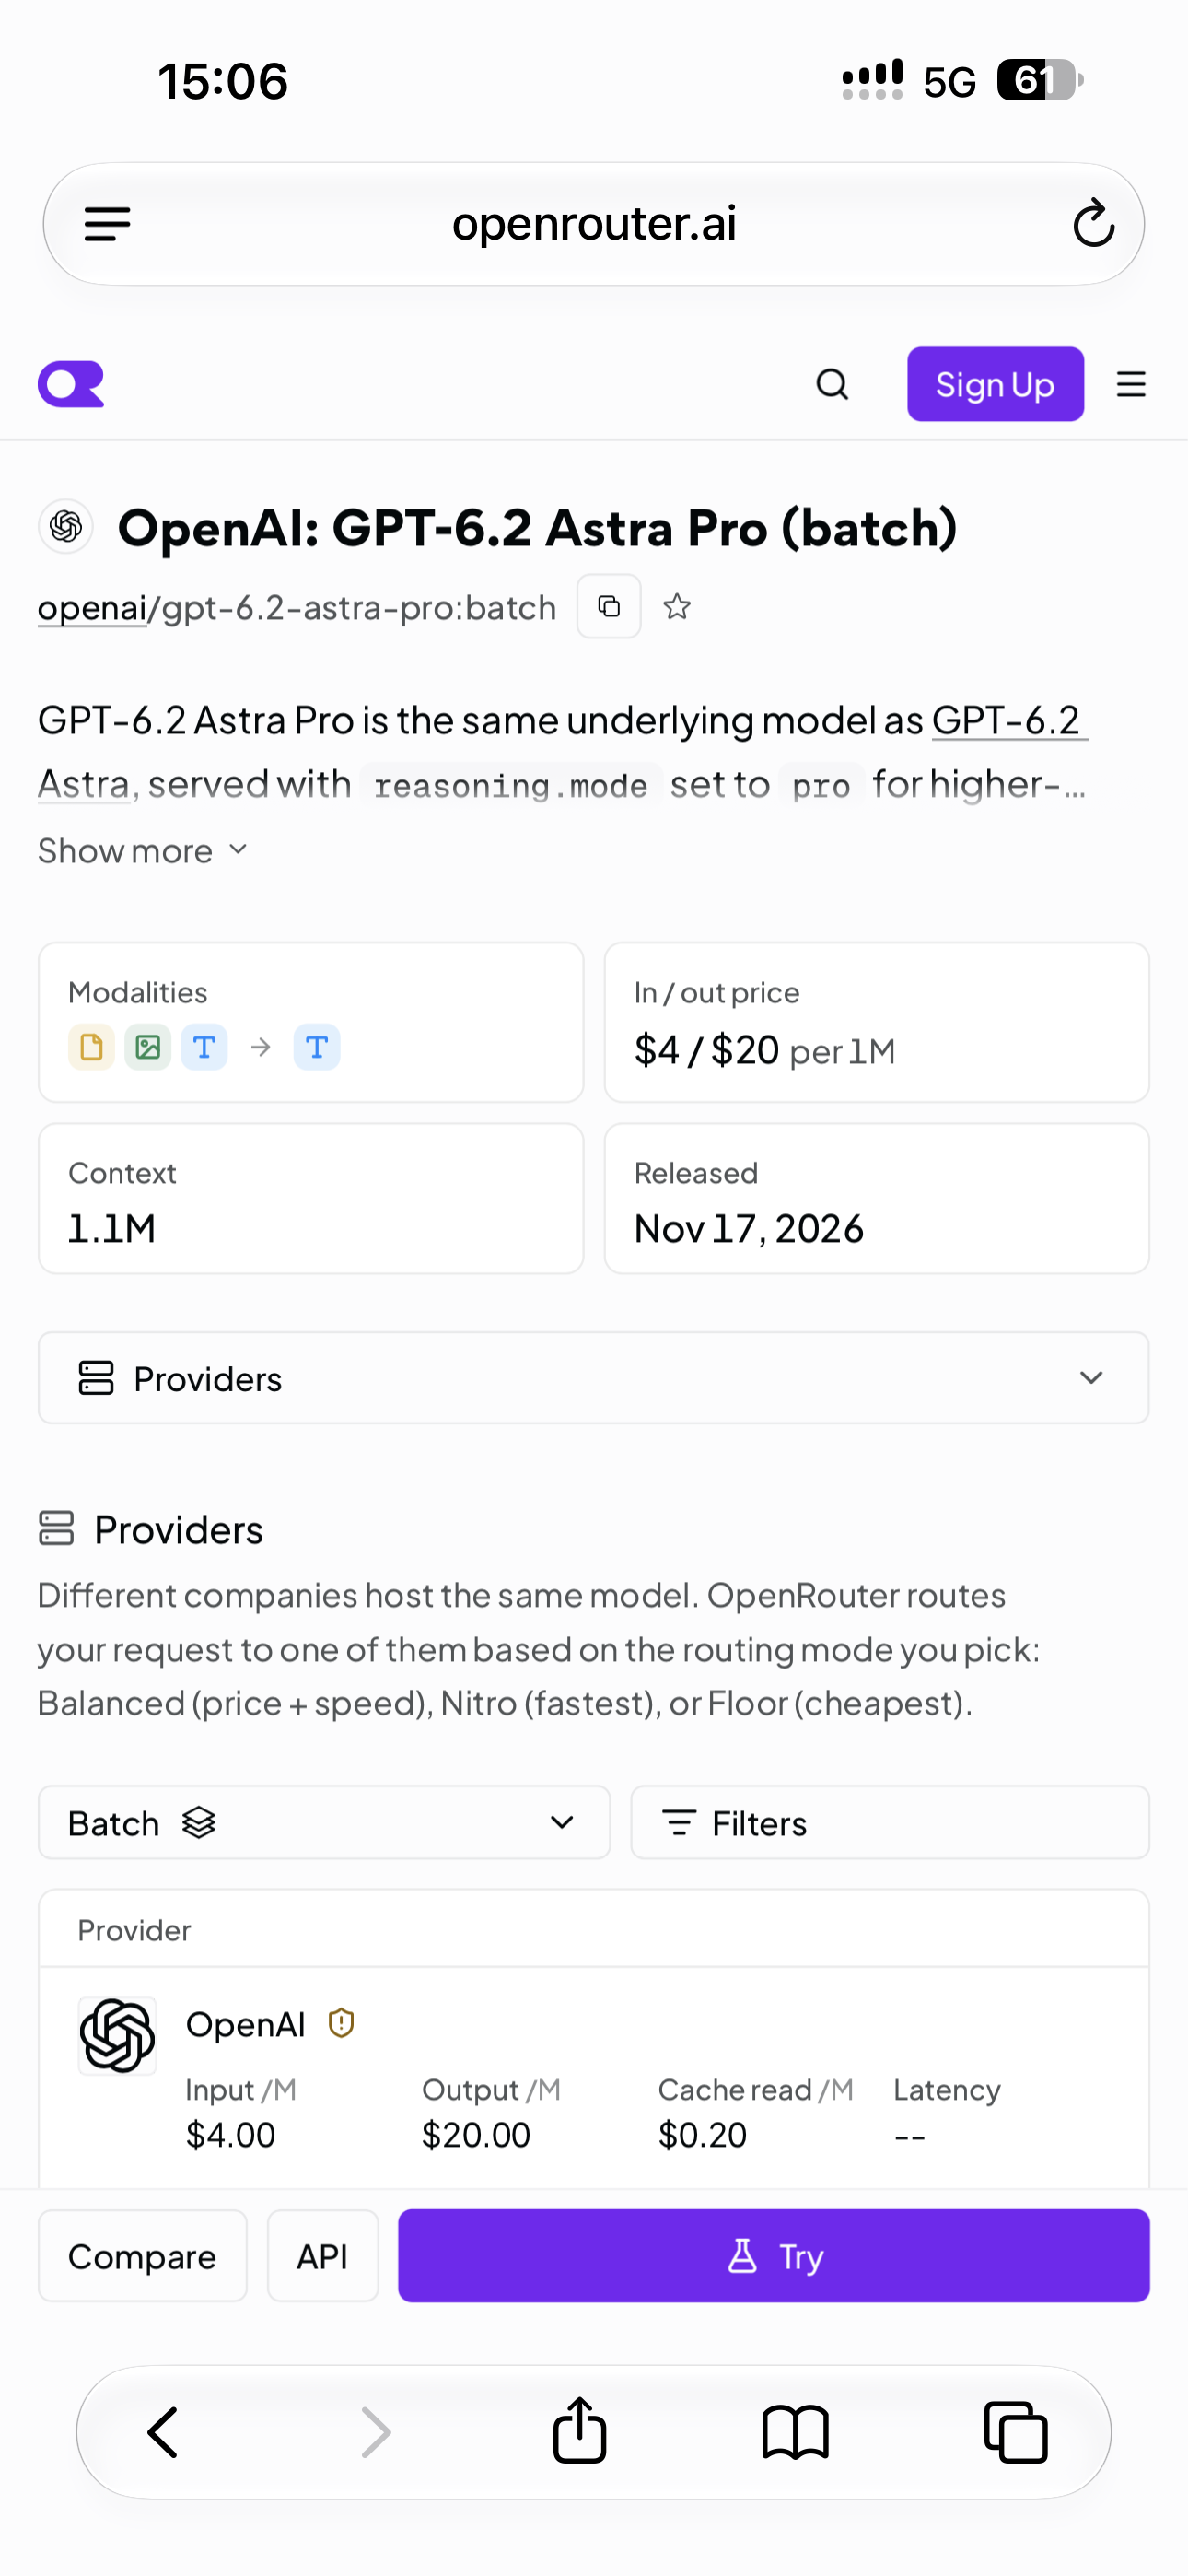 15:06
5G
61
openrouter.ai
Sign Up
OpenAI: GPT-6.2 Astra Pro (batch)
openai/gpt-6.2-astra-pro:batch
GPT-6.2 Astra Pro is the same underlying model as GPT-6.2
Astra, served with reasoning.mode set to pro for higher-...
Show more
Modalities
In / out price
T → T
$4 / $20 per 1M
Context
Released
1.1M
Nov 17, 2026
Providers
Providers
Different companies host the same model. OpenRouter routes
your request to one of them based on the routing mode you pick:
Balanced (price + speed), Nitro (fastest), or Floor (cheapest).
Batch
Filters
Provider
OpenAI
Input /M
Output /M
Cache read /M
Latency
$4.00
$20.00
$0.20
--
Compare
API
Try